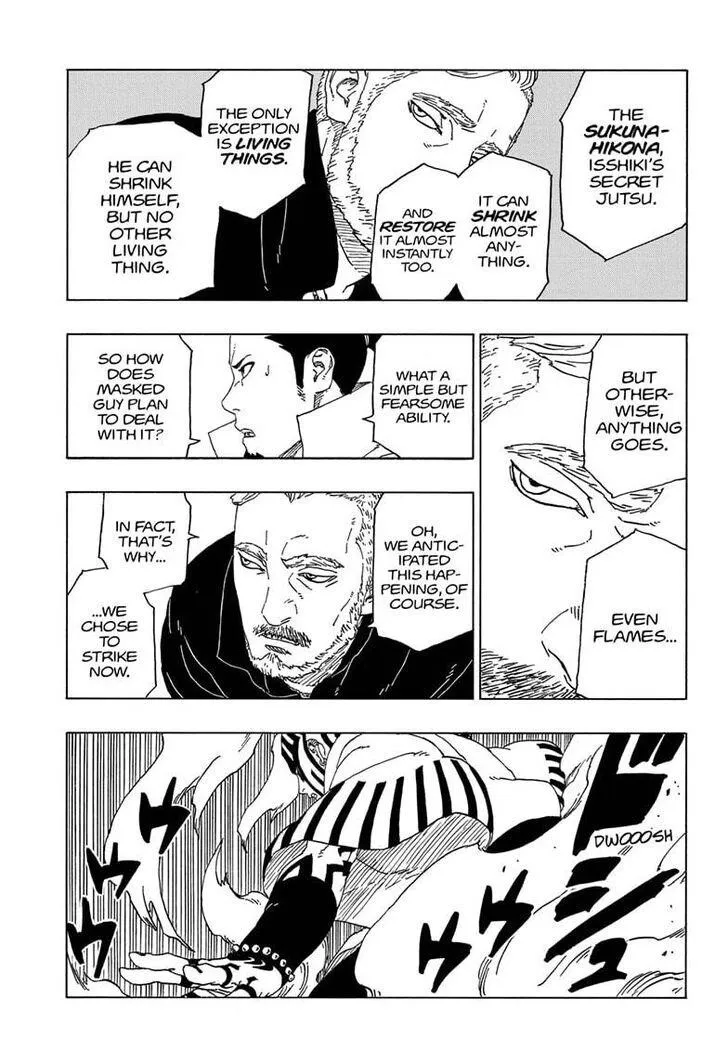 THE
SUKUNA-
HIKONA,
ISSHIKI'S
SECRET
JUTSU.
IT CAN
SHRINK
ALMOST
ANY-
THING.
AND
RESTORE
IT ALMOST
INSTANTLY
TOO.
THE ONLY
EXCEPTION
IS LIVING
THINGS.
HE CAN
SHRINK
HIMSELF,
BUT NO
OTHER
LIVING
THING.
BUT
OTHER-
WISE,
ANYTHING
GOES.
EVEN
FLAMES...
WHAT A
SIMPLE BUT
FEARSOME
ABILITY.
SO HOW
DOES
MASKED
GUY PLAN
TO DEAL
WITH IT?
OH,
WE ANTIC-
IPATED
THIS HAP-
PENING, OF
COURSE.
IN FACT,
THAT'S
WHY...
...WE
CHOSE
TO
STRIKE
NOW.
ド
DWOOOSH
シュ
ウウ
ウウ